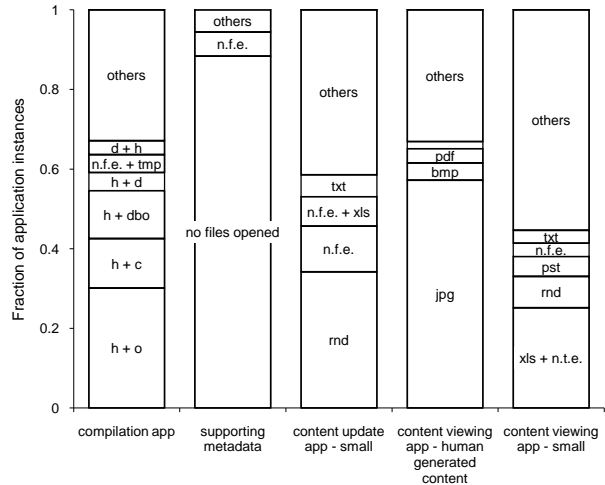 Fraction of application instances
1
0.8
0.6
0.4
0.2
0
others
d + h
n.f.e. + tmp
h + d
h + dbo
h + c
h + o
others
n.f.e.
no files opened
others
txt
n.f.e. + xls
n.f.e.
rnd
others
pdf
bmp
jpg
others
txt
n.f.e.
pst
rnd
xls + n.t.e.
compilation app
supporting
metadata
content update
app - small
content viewing
app - human
generated
content
content viewing
app - small